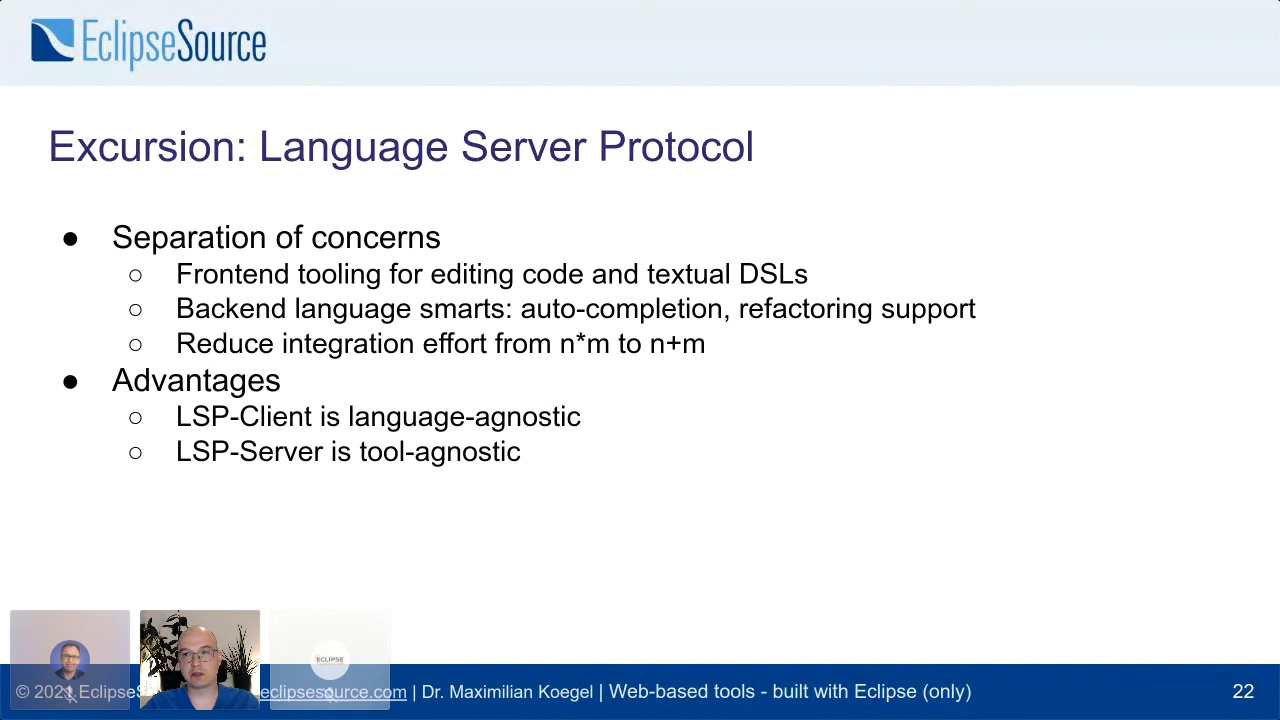 EclipseSource
Excursion: Language Server Protocol
● Separation of concerns
○ Frontend tooling for editing code and textual DSLs
○ Backend language smarts: auto-completion, refactoring support
○ Reduce integration effort from n*m to n+m
● Advantages
○ LSP-Client is language-agnostic
○ LSP-Server is tool-agnostic
ECLIPSE
© 2021 eclipsesource.com | Dr. Maximilian Koegel | Web-based tools - built with Eclipse (only) 22